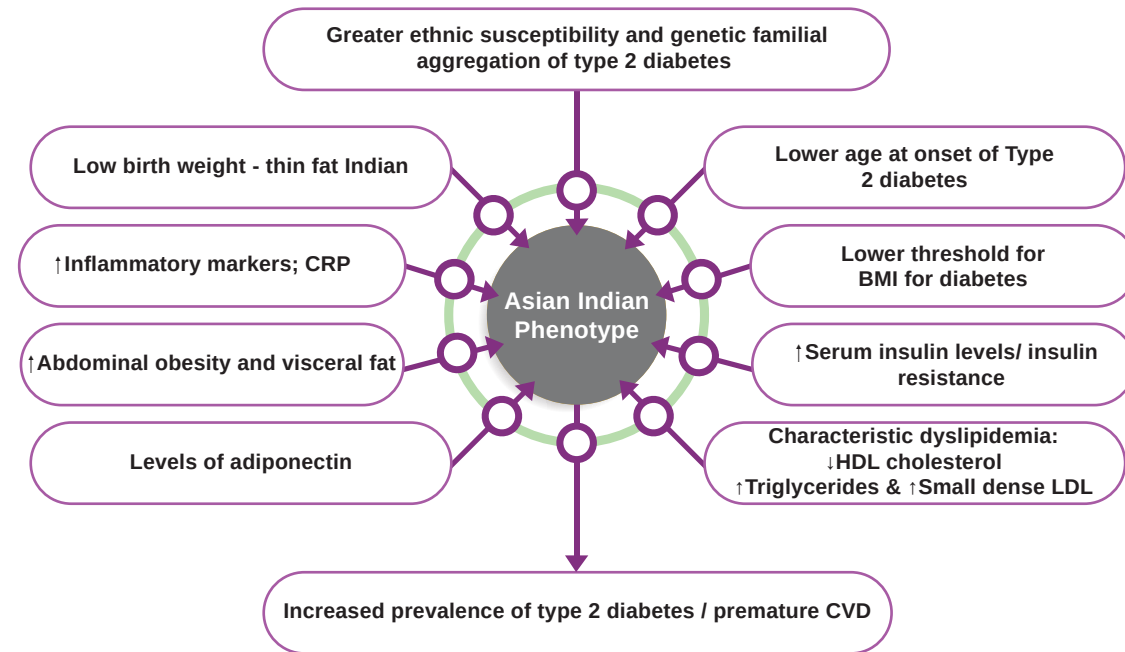 Greater ethnic susceptibility and genetic familial
aggregation of type 2 diabetes
Low birth weight - thin fat Indian
Lower age at onset of Type
2 diabetes
↑Inflammatory markers; CRP
Lower threshold for
BMI for diabetes
Asian Indian
Phenotype
↑Abdominal obesity and visceral fat
↑Serum insulin levels/ insulin
resistance
Levels of adiponectin
Characteristic dyslipidemia:
↓HDL cholesterol
↑Triglycerides & ↑Small dense LDL
Increased prevalence of type 2 diabetes / premature CVD